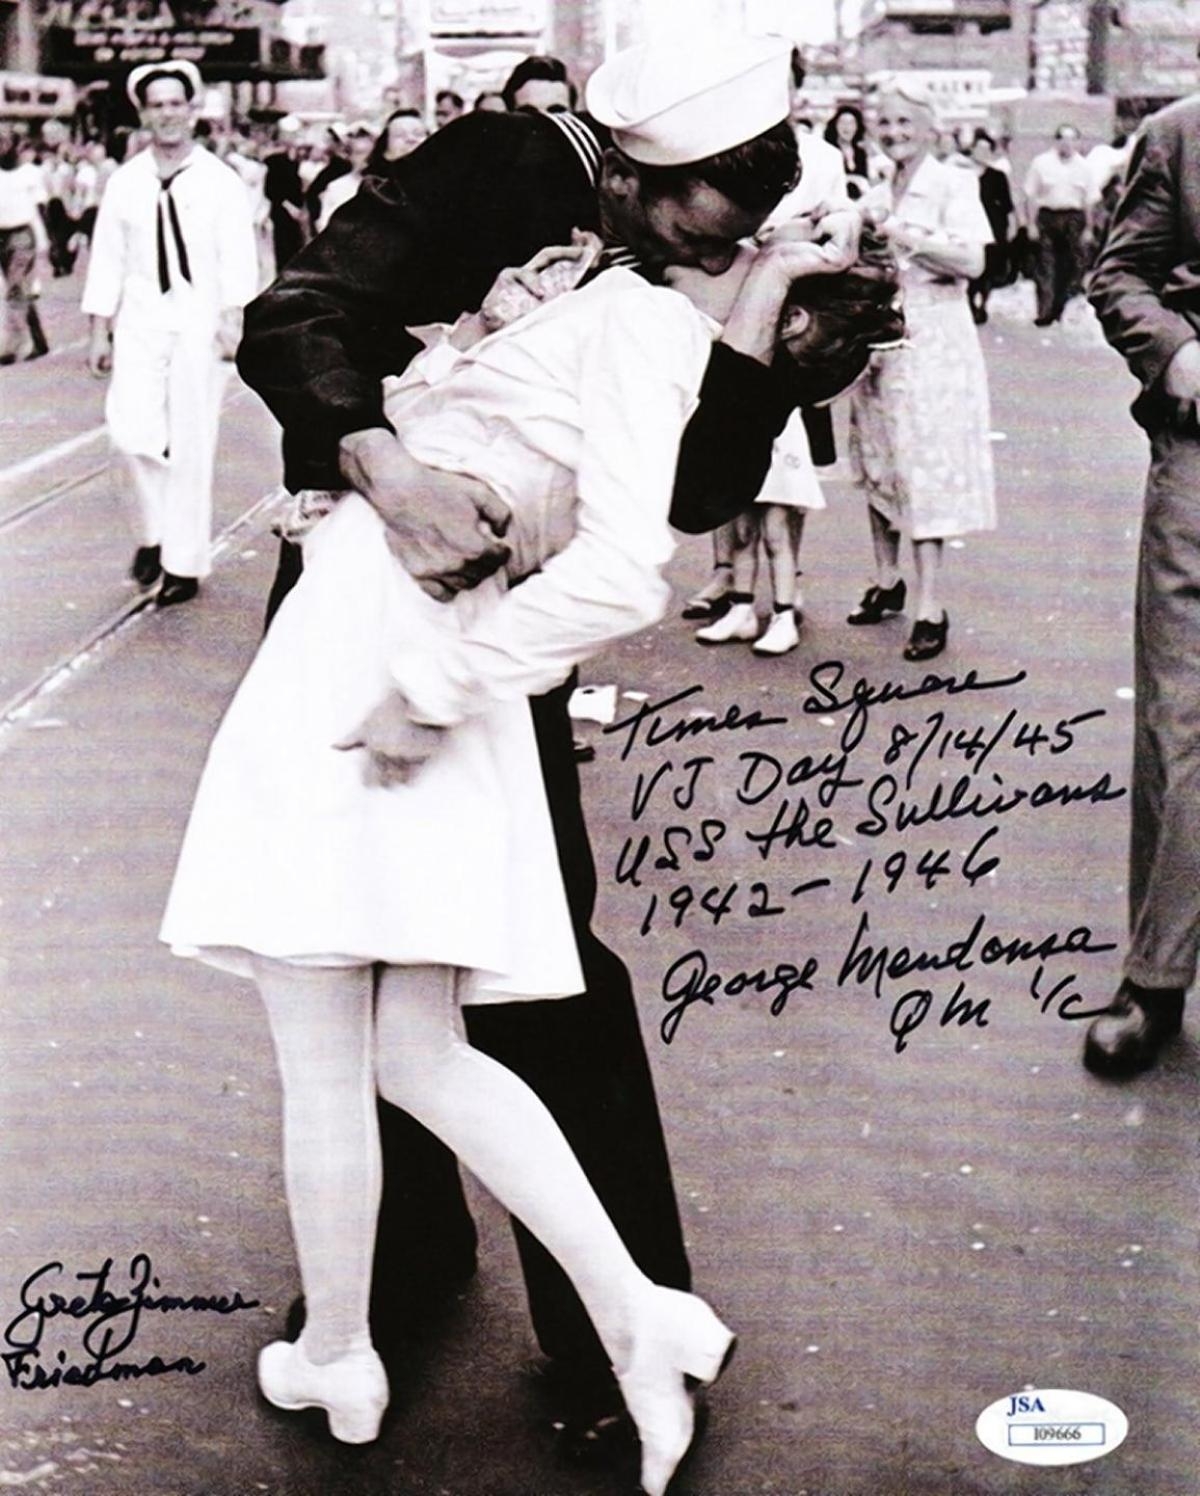 Times Square
VJ Day 8/14/45
USS the Sullivans
1942-1946
George Mendonsa
QM 1/c
Greta Zimmer
Friedman
JSA
I09666